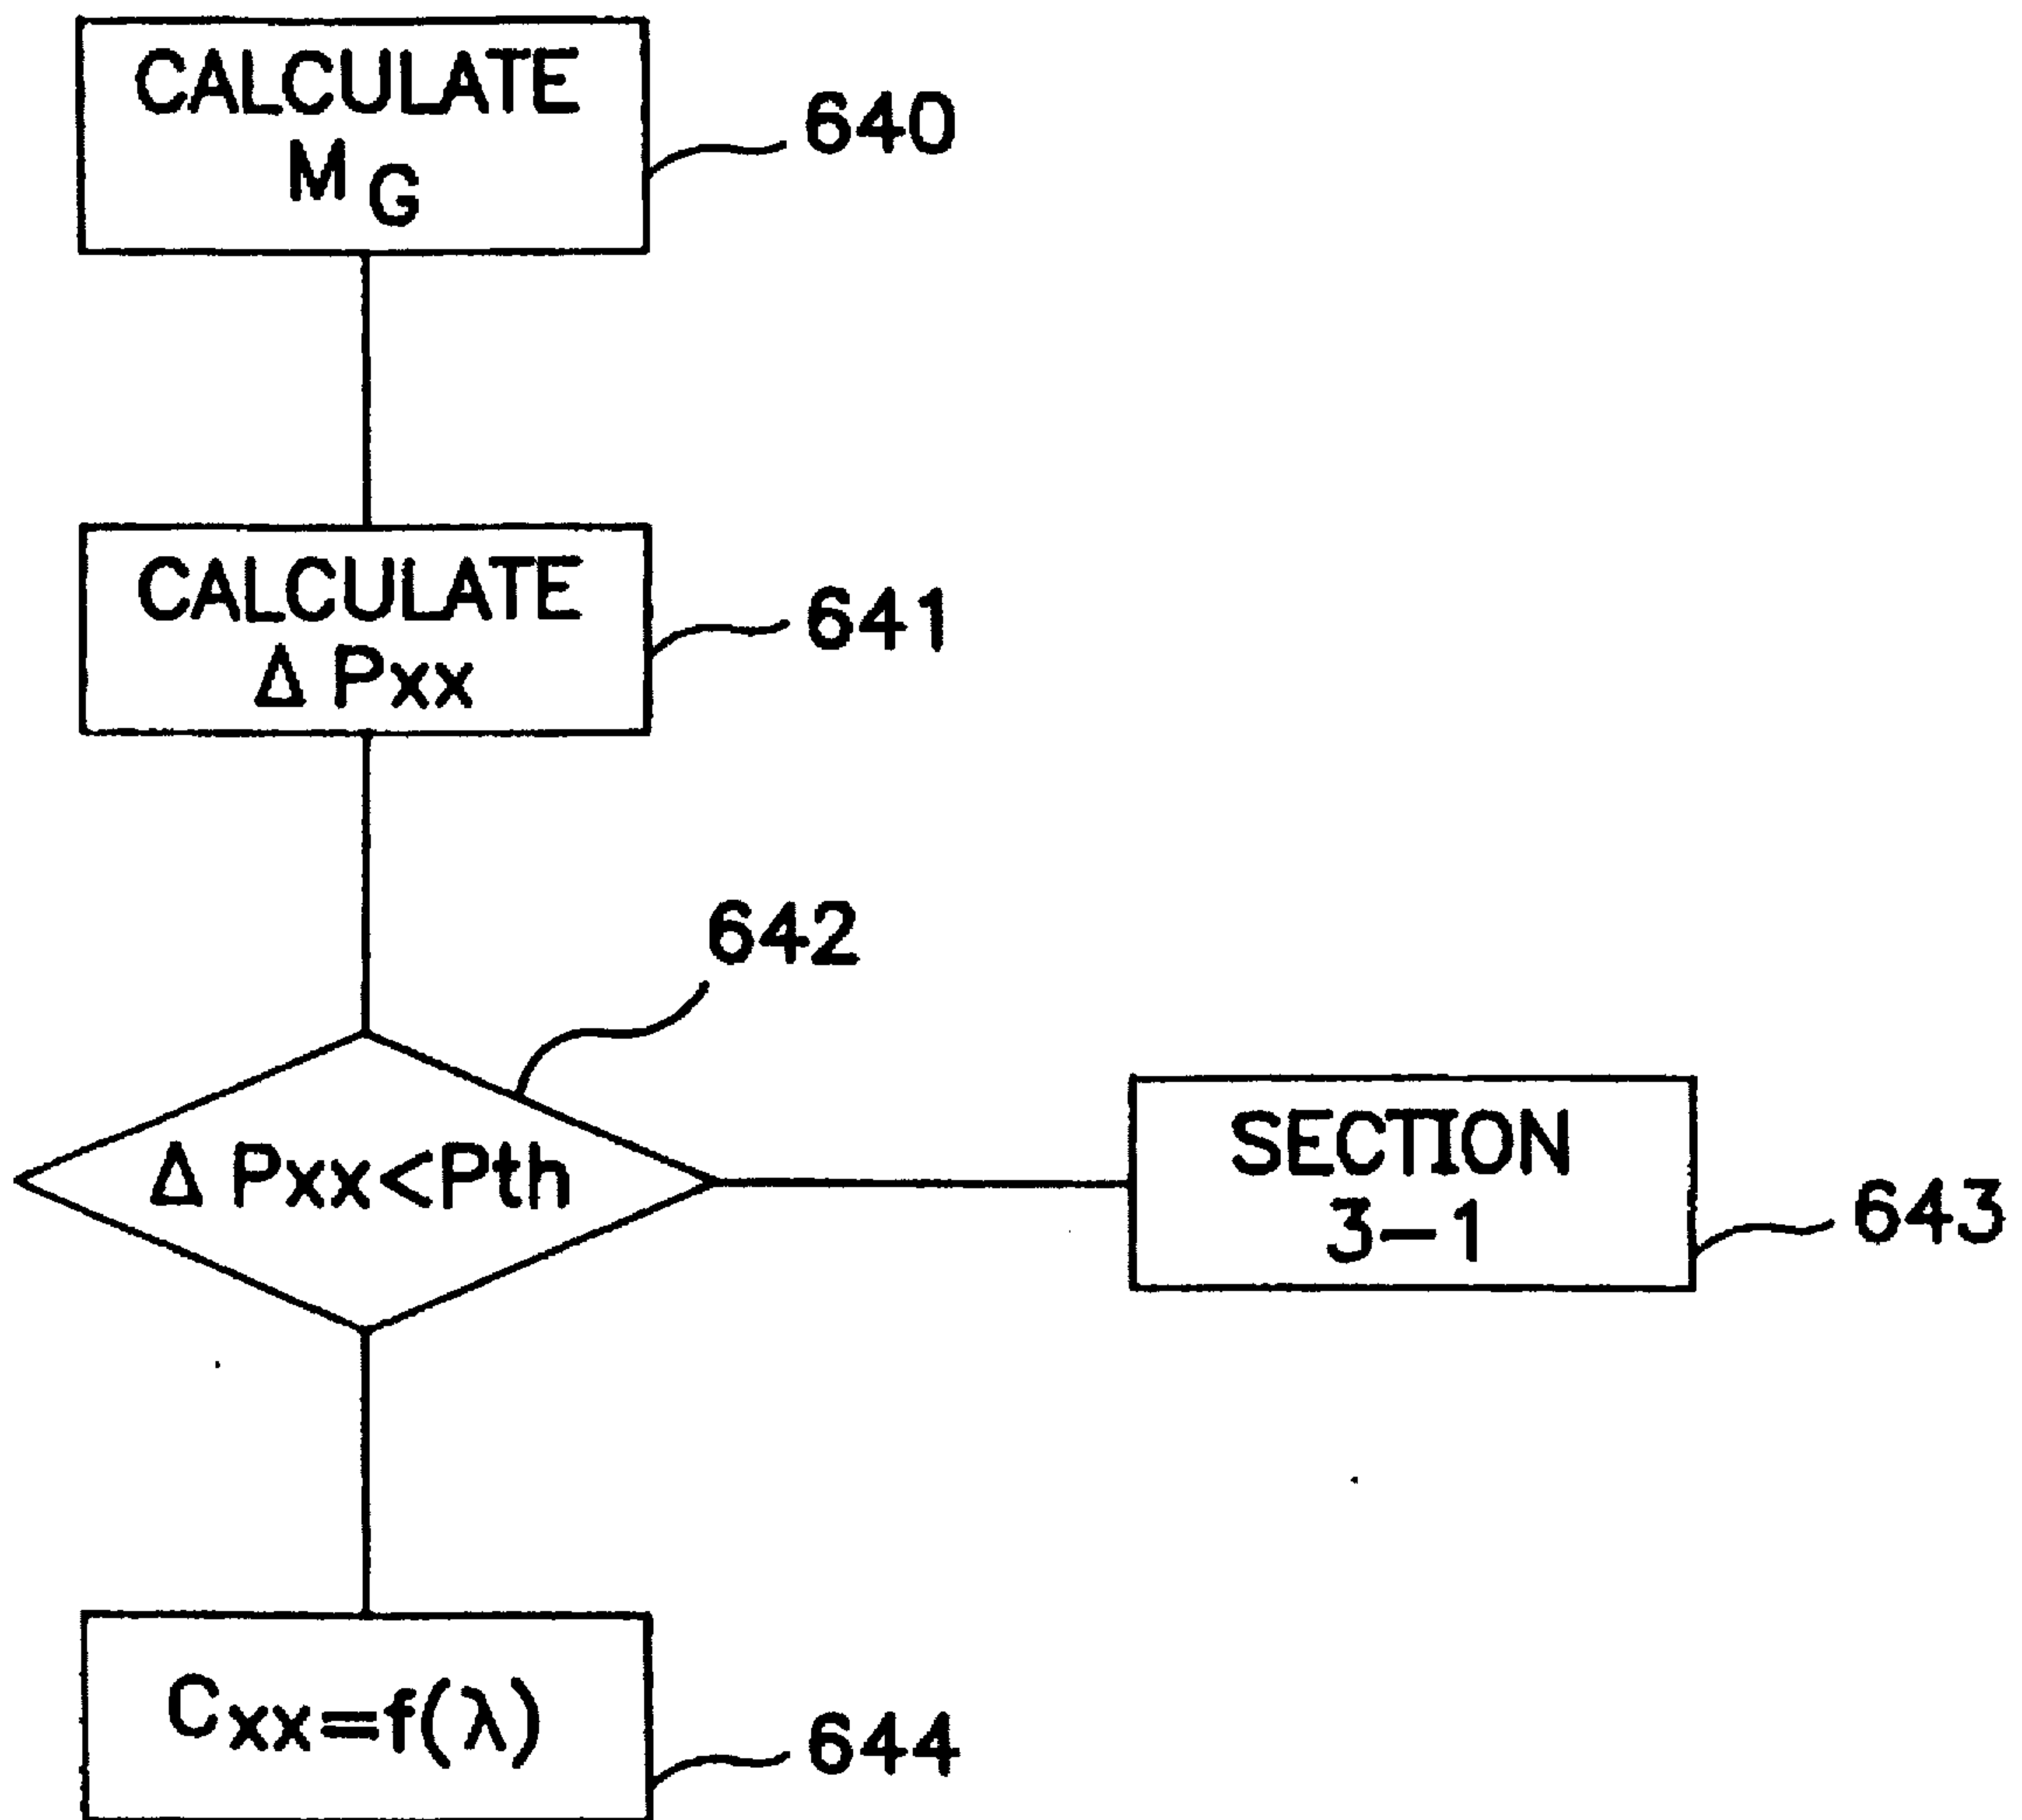 CALCULATE
M G
640
CALCULATE
Δ Pxx
641
642
Δ Pxx<Pth
SECTION
3-1
643
Cxx=f(λ)
644